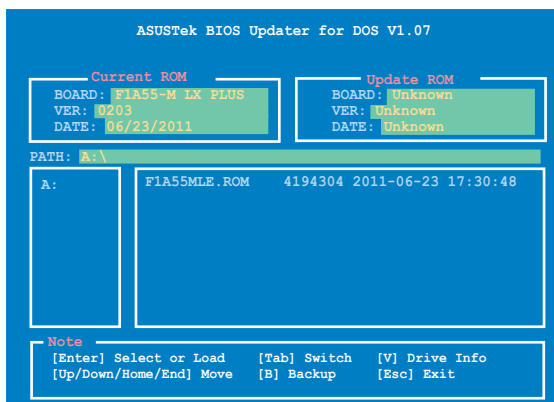 ASUSTek BIOS Updater for DOS V1.07
Current ROM
BOARD: F1A55-M LX PLUS
VER: 0203
DATE: 06/23/2011
Update ROM
BOARD: Unknown
VER: Unknown
DATE: Unknown
PATH: A:\
A:
F1A55MLE.ROM 4194304 2011-06-23 17:30:48
Note
[Enter] Select or Load [Tab] Switch [V] Drive Info
[Up/Down/Home/End] Move [B] Backup [Esc] Exit